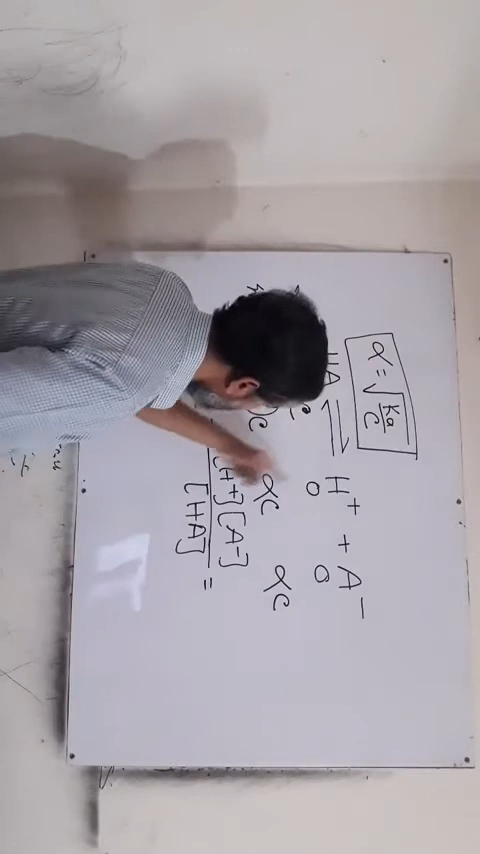 α = √Ka/C
HA ⇌ H⁺ + A⁻
C 0 0
αC αC
[H⁺][A⁻]
[HA] =